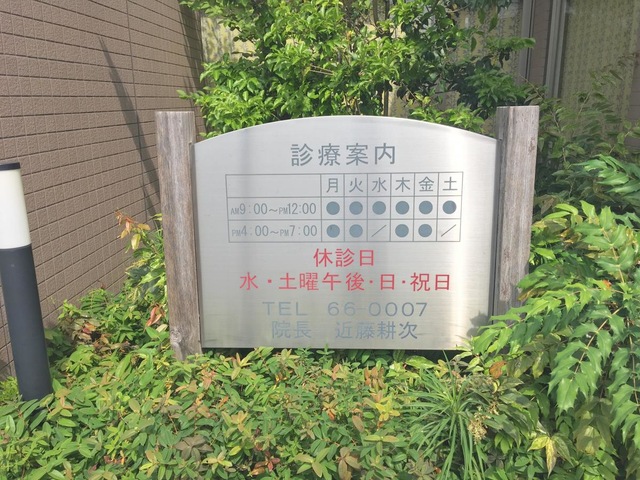 診療案内
月 火 水 木 金 土
AM9:00〜PM12:00 ● ● ● ● ● ●
PM4:00〜PM7:00 ● ● ／ ● ● ／
休診日
水・土曜午後・日・祝日
TEL 66-0007
院長 近藤耕次